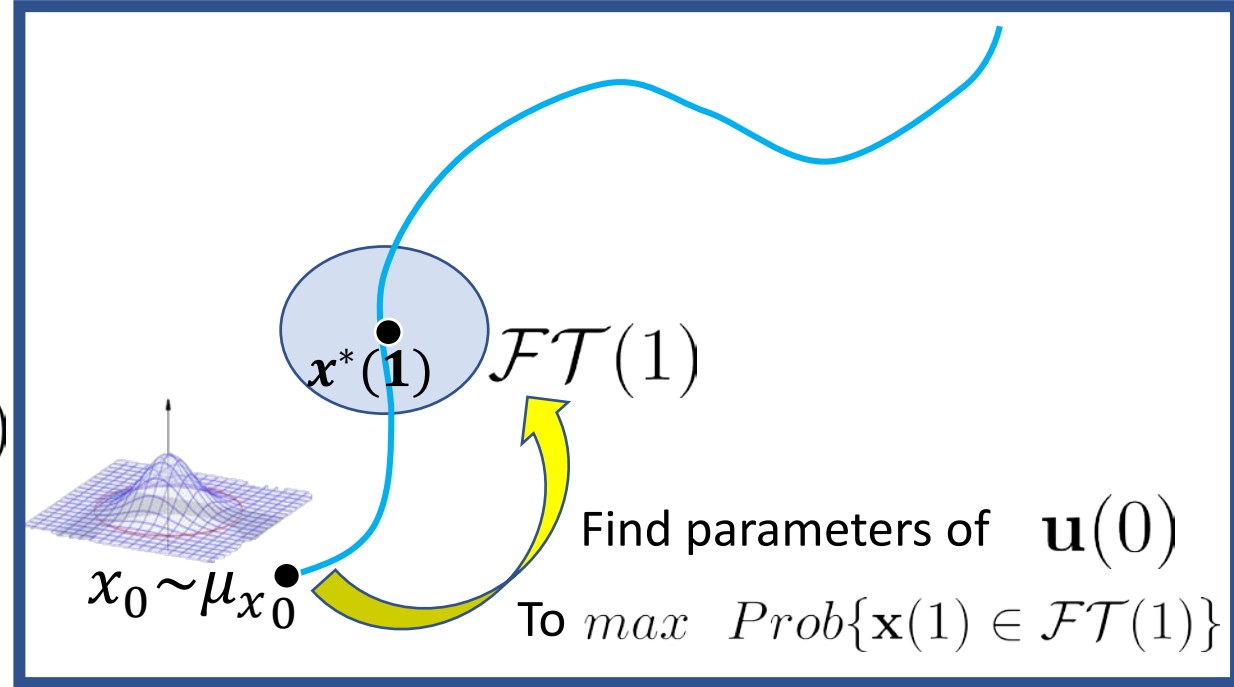 x*(1)
ℱ𝒯(1)
)
x₀~μₓ₀
Find parameters of u(0)
To max Prob{x(1) ∈ ℱ𝒯(1)}